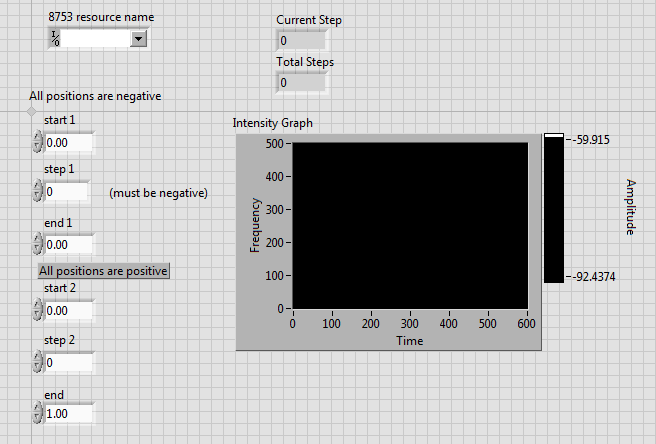 8753 resource name
I/0
Current Step
0
Total Steps
0
All positions are negative
start 1
0.00
step 1
0
(must be negative)
end 1
0.00
All positions are positive
start 2
0.00
step 2
0
end
1.00
Intensity Graph
500
400
300
200
100
0
Frequency
0 100 200 300 400 500 600
Time
-59.915
-92.4374
Amplitude